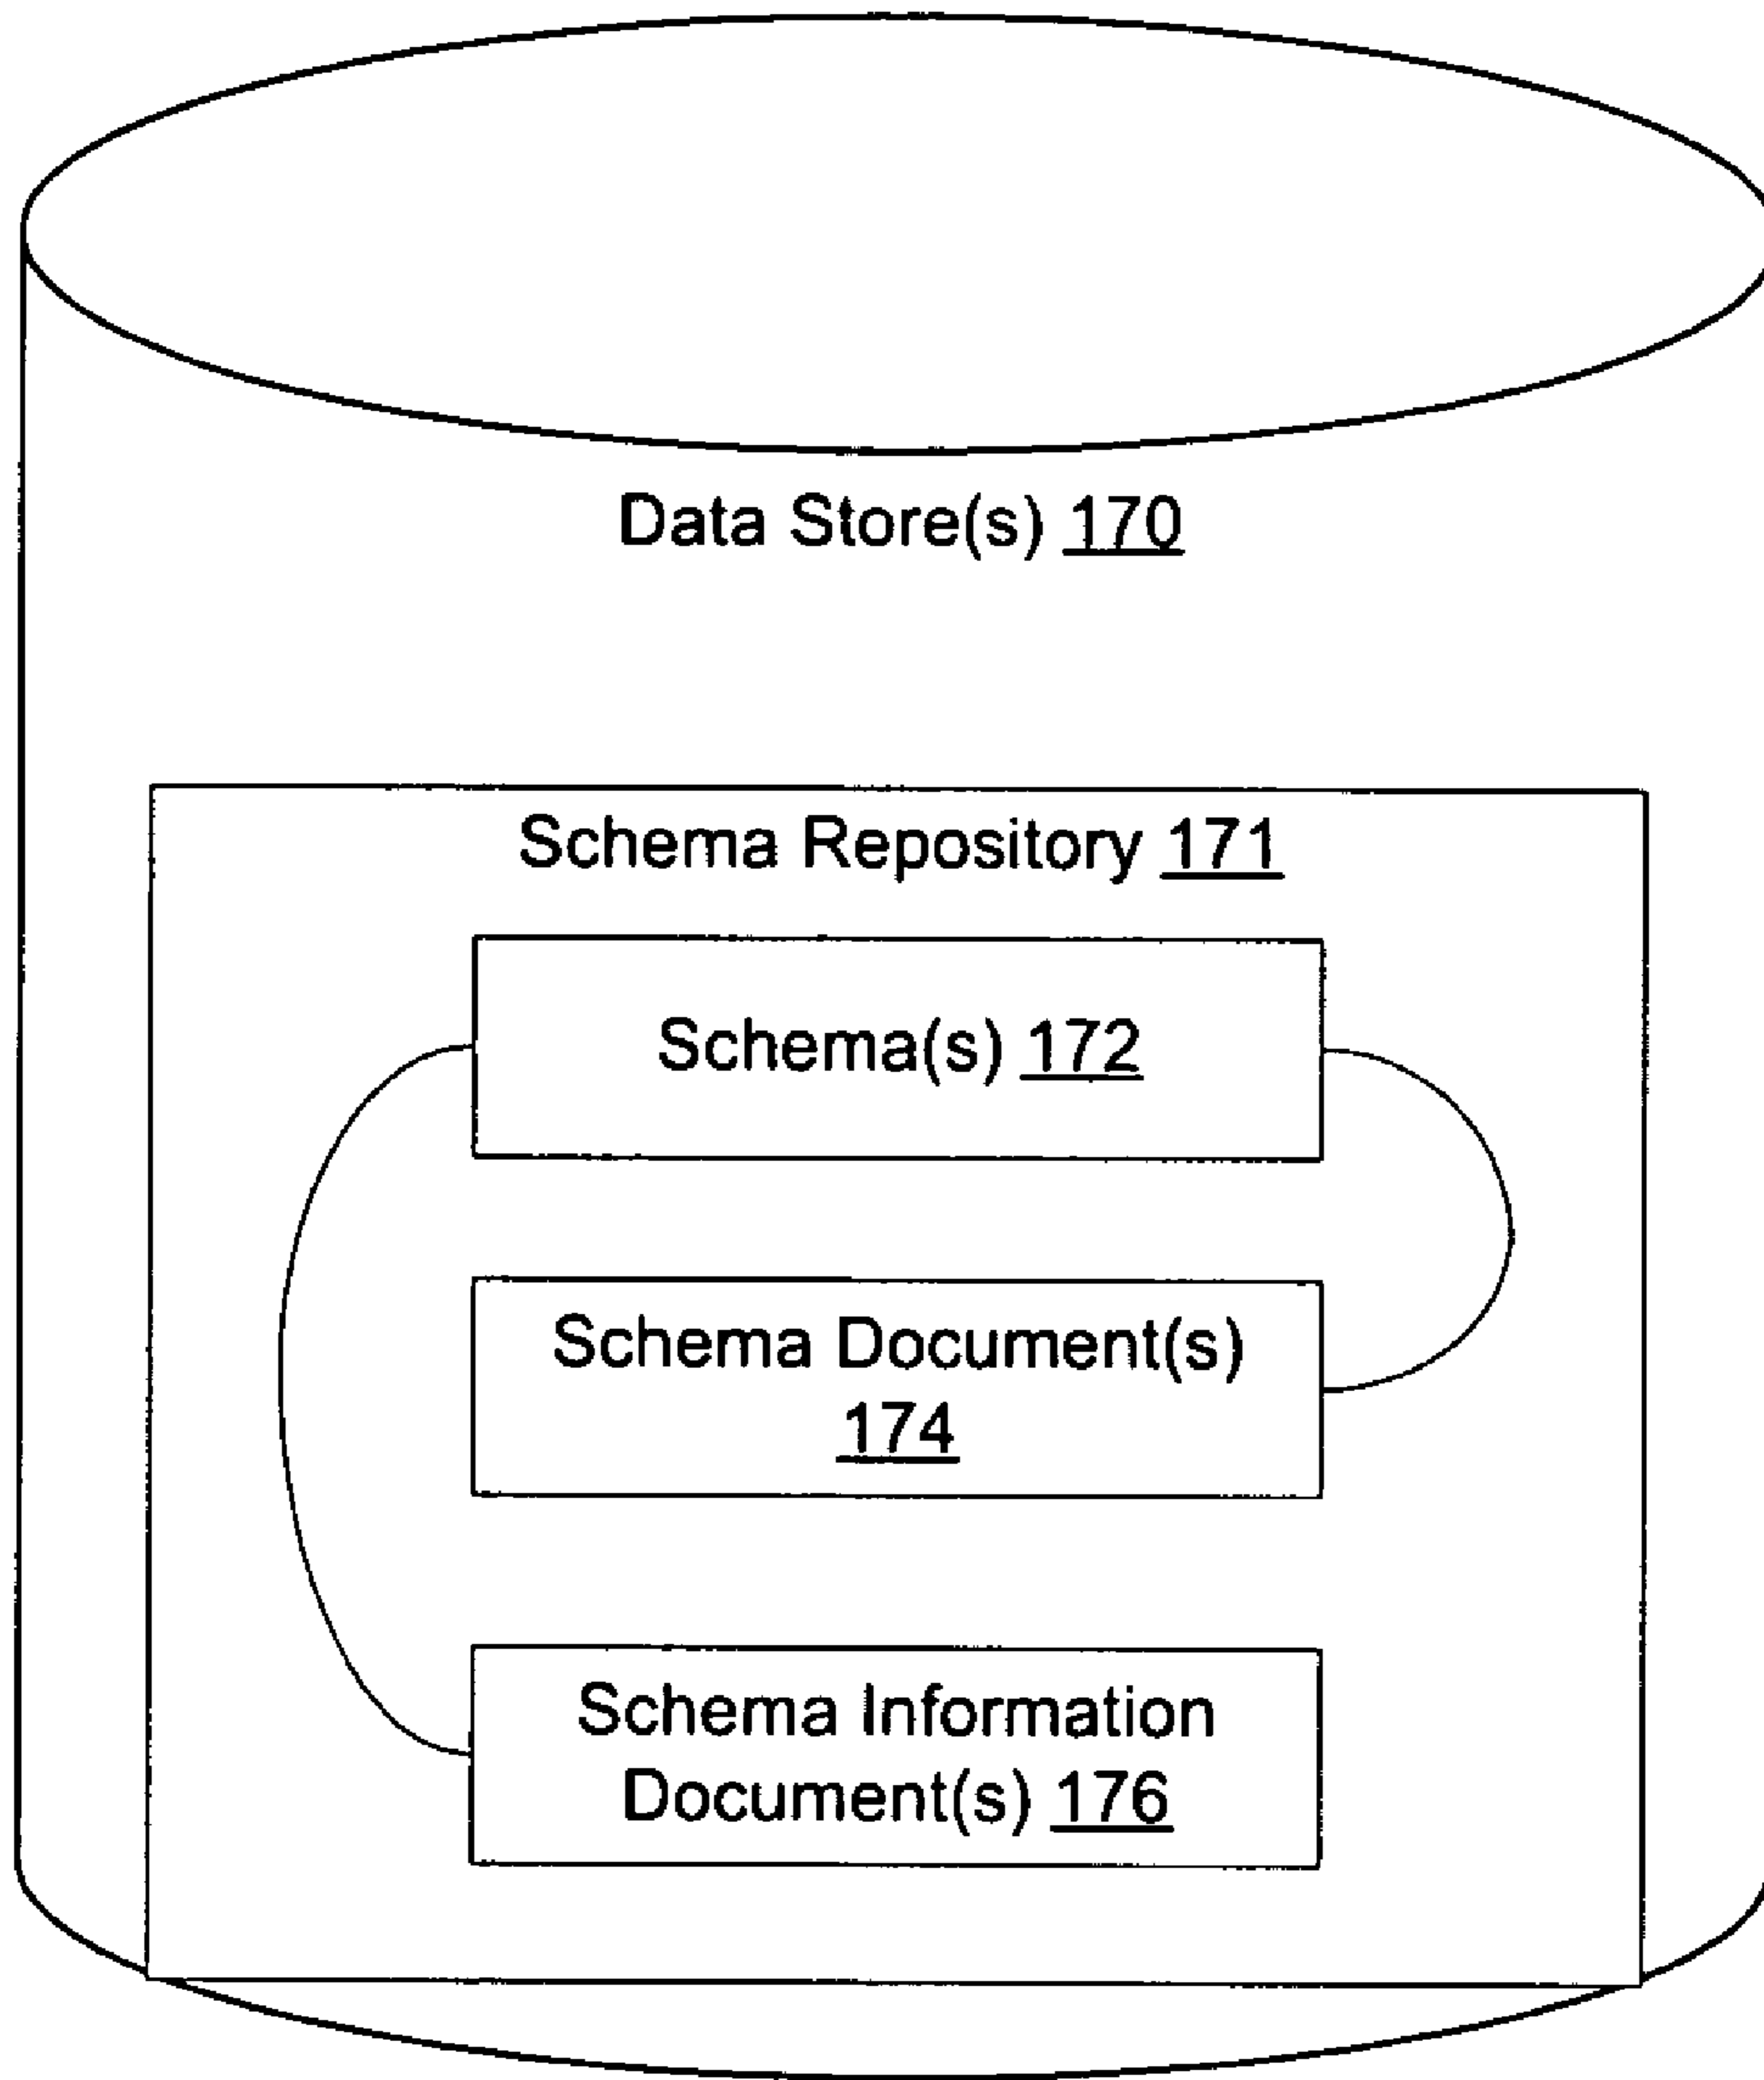 Data Store(s) 170
Schema Repository 171
Schema(s) 172
Schema Document(s)
174
Schema Information
Document(s) 176